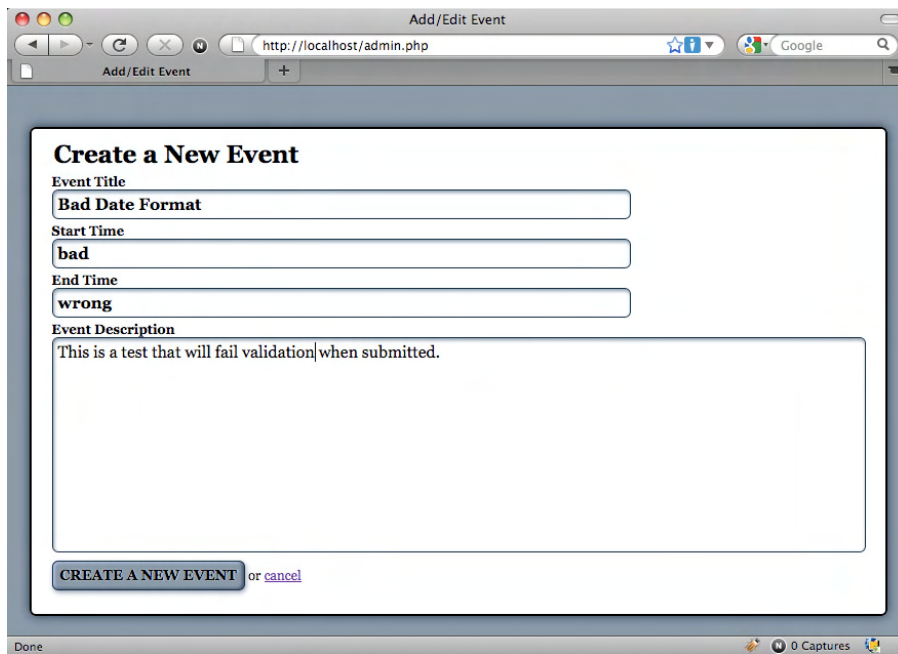 Add/Edit Event
N http://localhost/admin.php Google
Add/Edit Event +
Create a New Event
Event Title
Bad Date Format
Start Time
bad
End Time
wrong
Event Description
This is a test that will fail validation when submitted.
CREATE A NEW EVENT or cancel
Done N 0 Captures